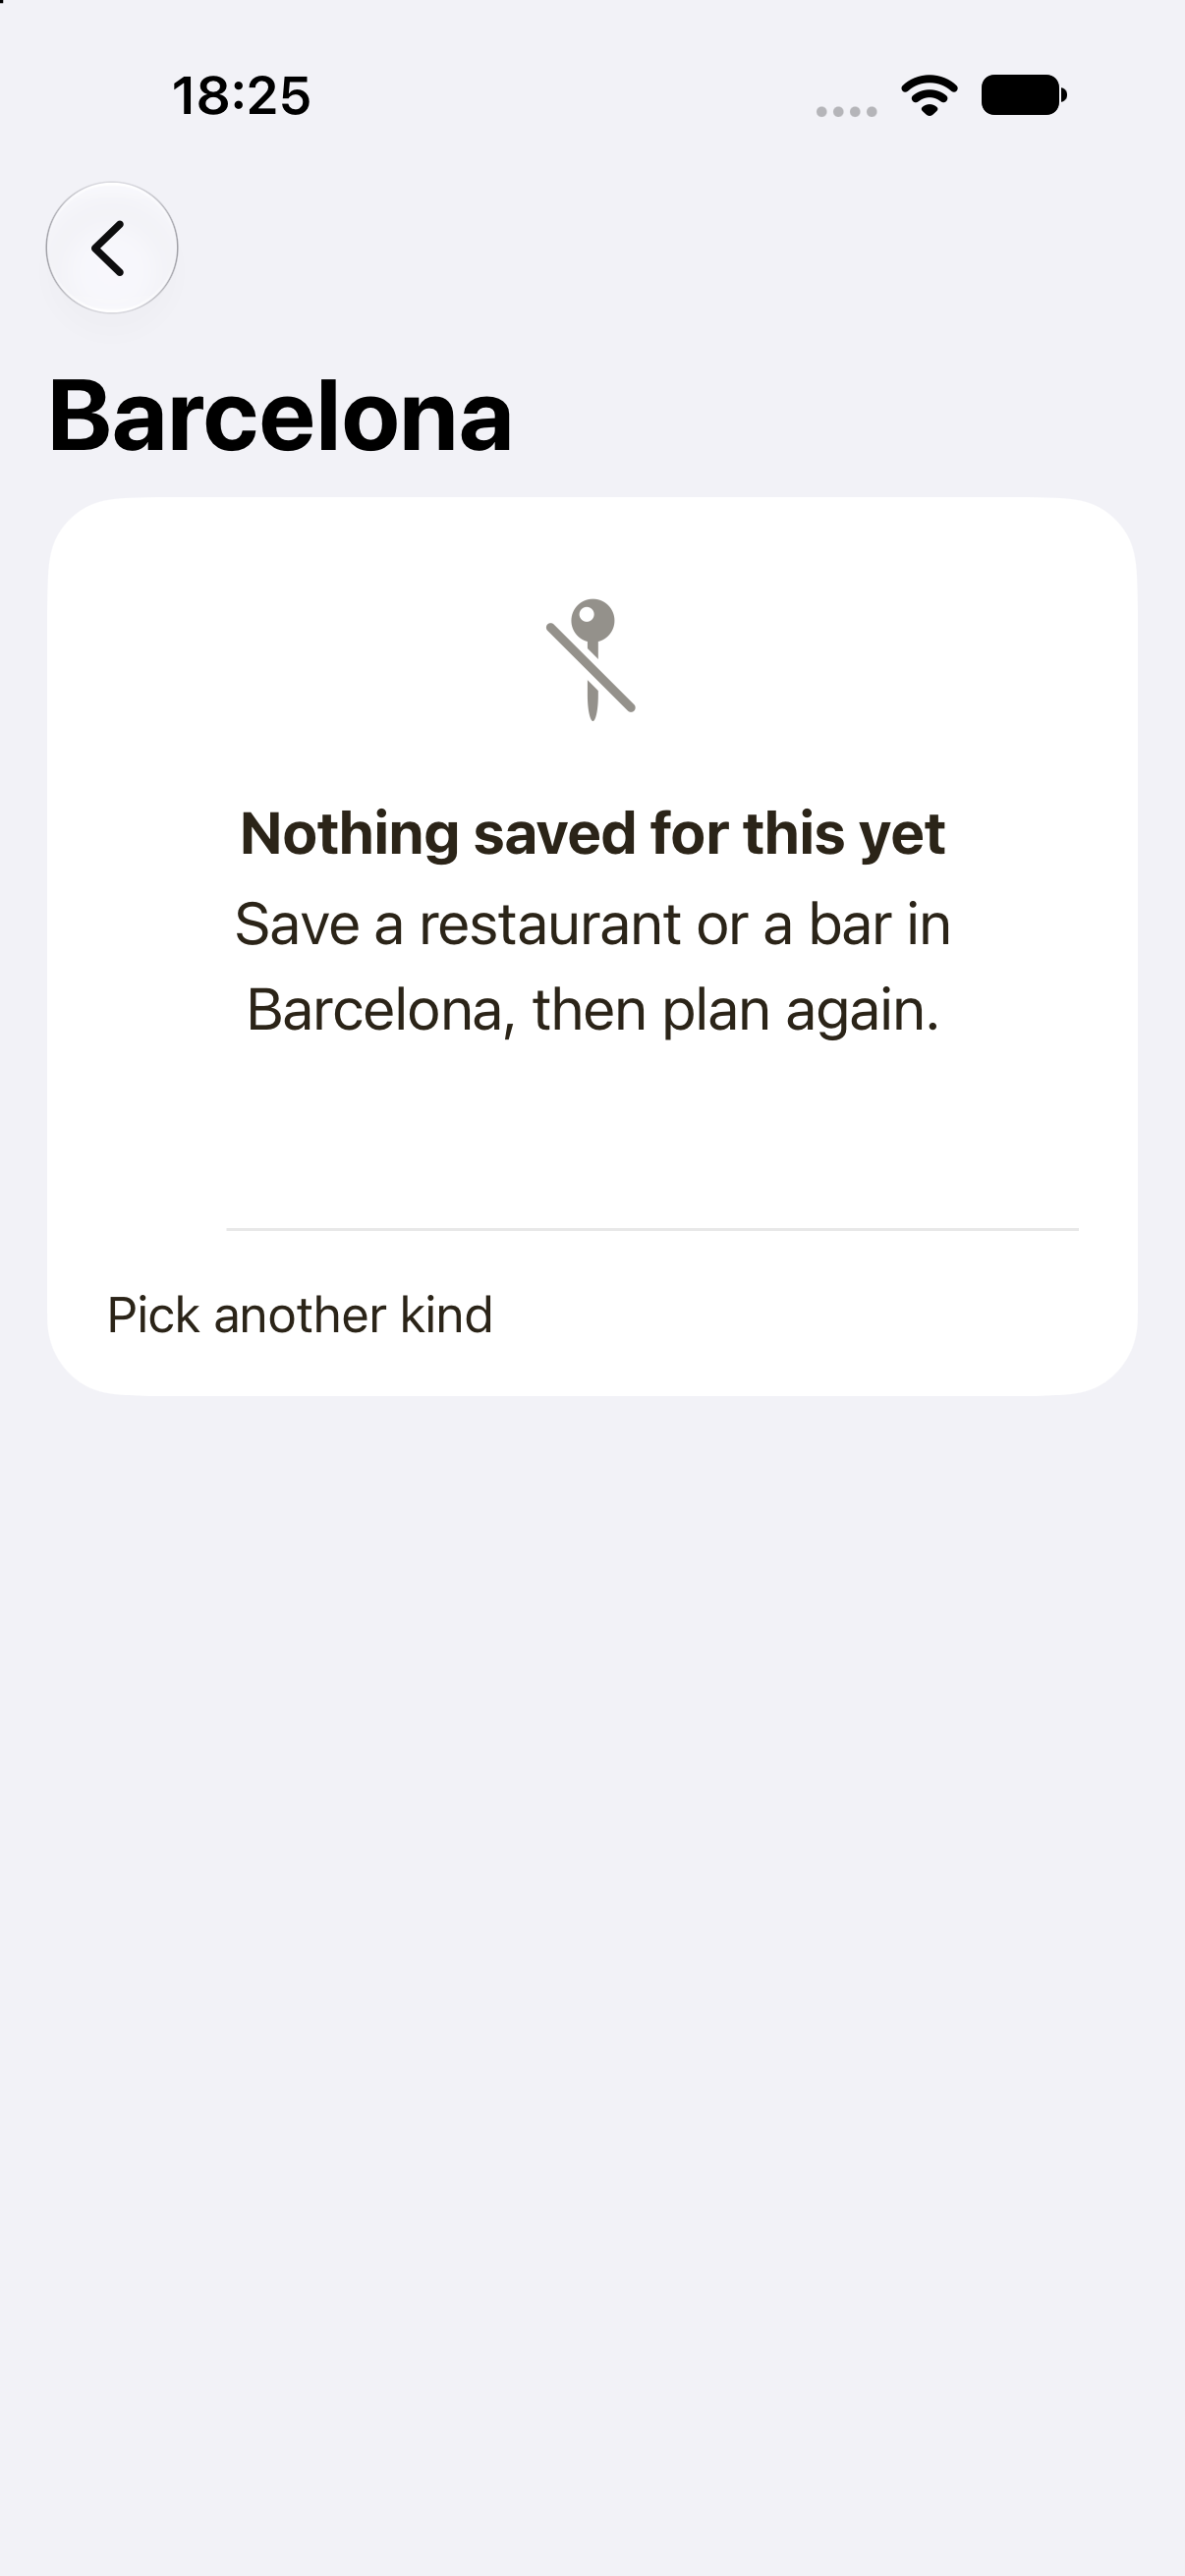 18:25
Barcelona
Nothing saved for this yet
Save a restaurant or a bar in
Barcelona, then plan again.
Pick another kind